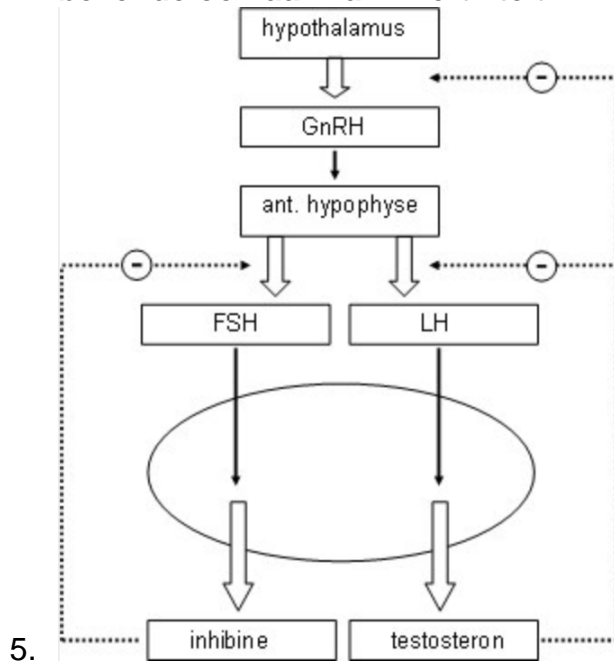 hypothalamus
−
GnRH
ant. hypophyse
− −
FSH LH
5. inhibine testosteron